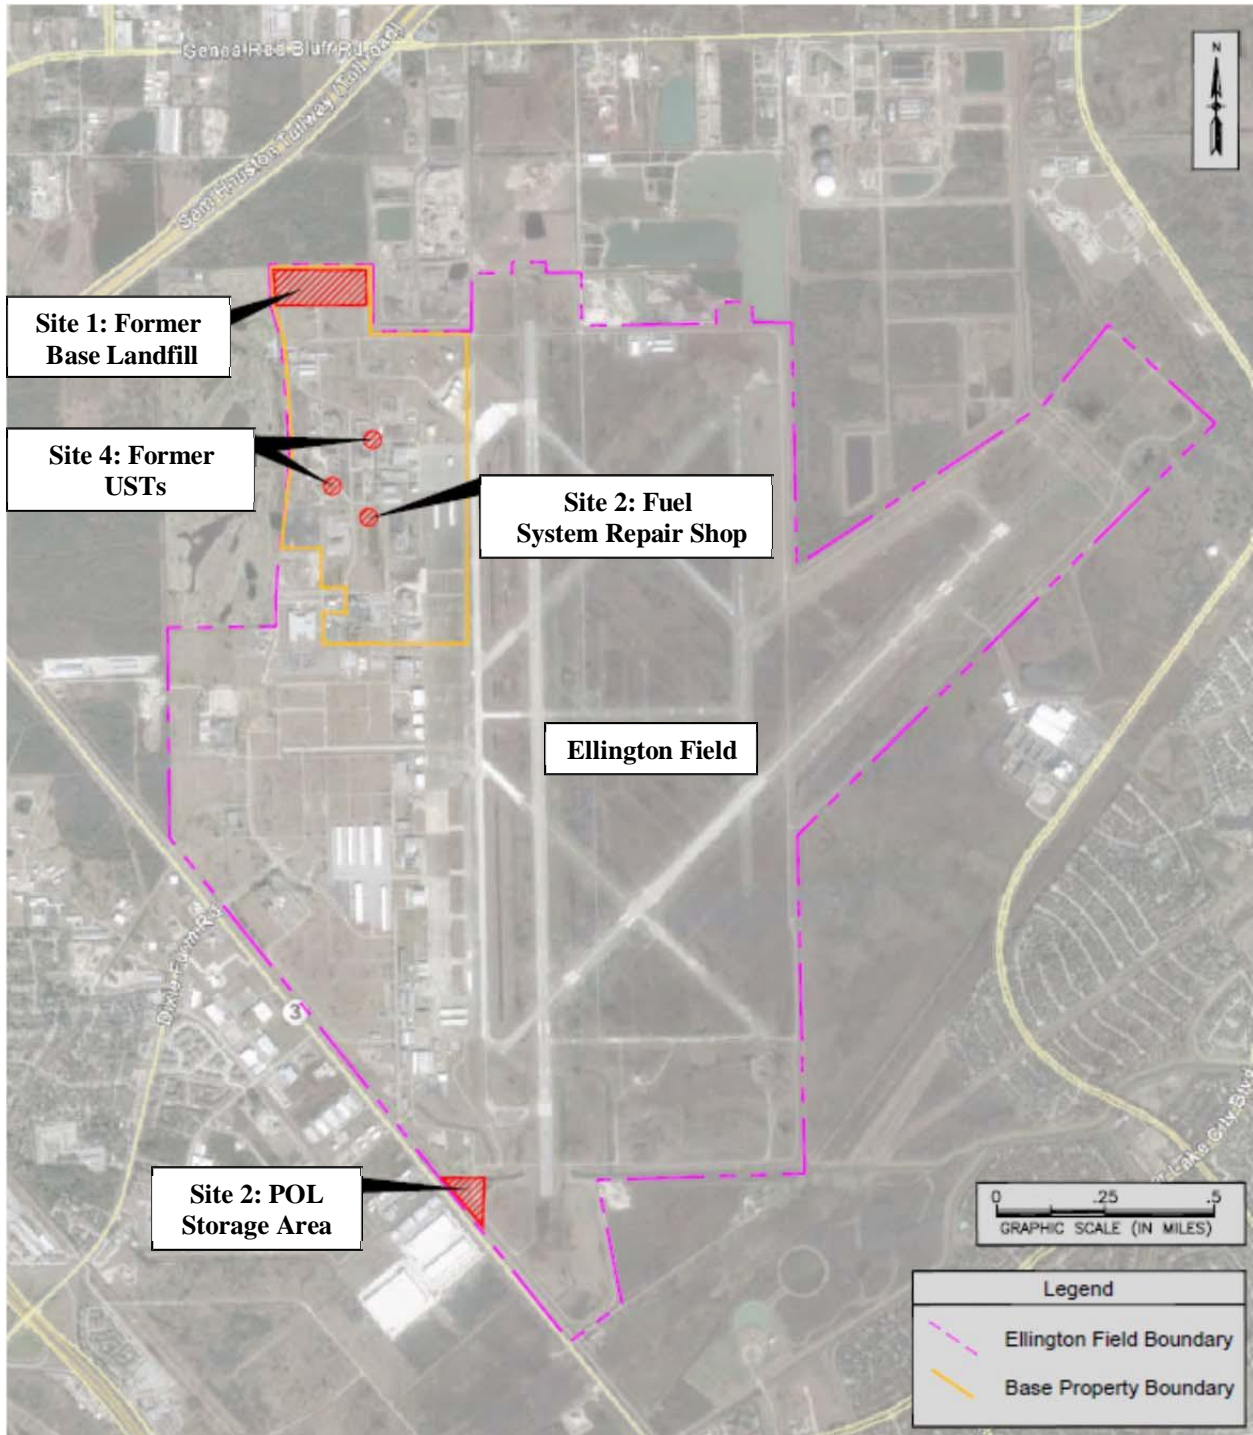 Genoa Red Bluff Rd
Sam Houston Tollway (Toll Road)
N
Site 1: Former
Base Landfill
Site 4: Former
USTs
Site 2: Fuel
System Repair Shop
Ellington Field
Dixie Farm Rd
3
Lake City Blvd
Site 2: POL
Storage Area
0 .25 .5
GRAPHIC SCALE (IN MILES)
Legend
Ellington Field Boundary
Base Property Boundary